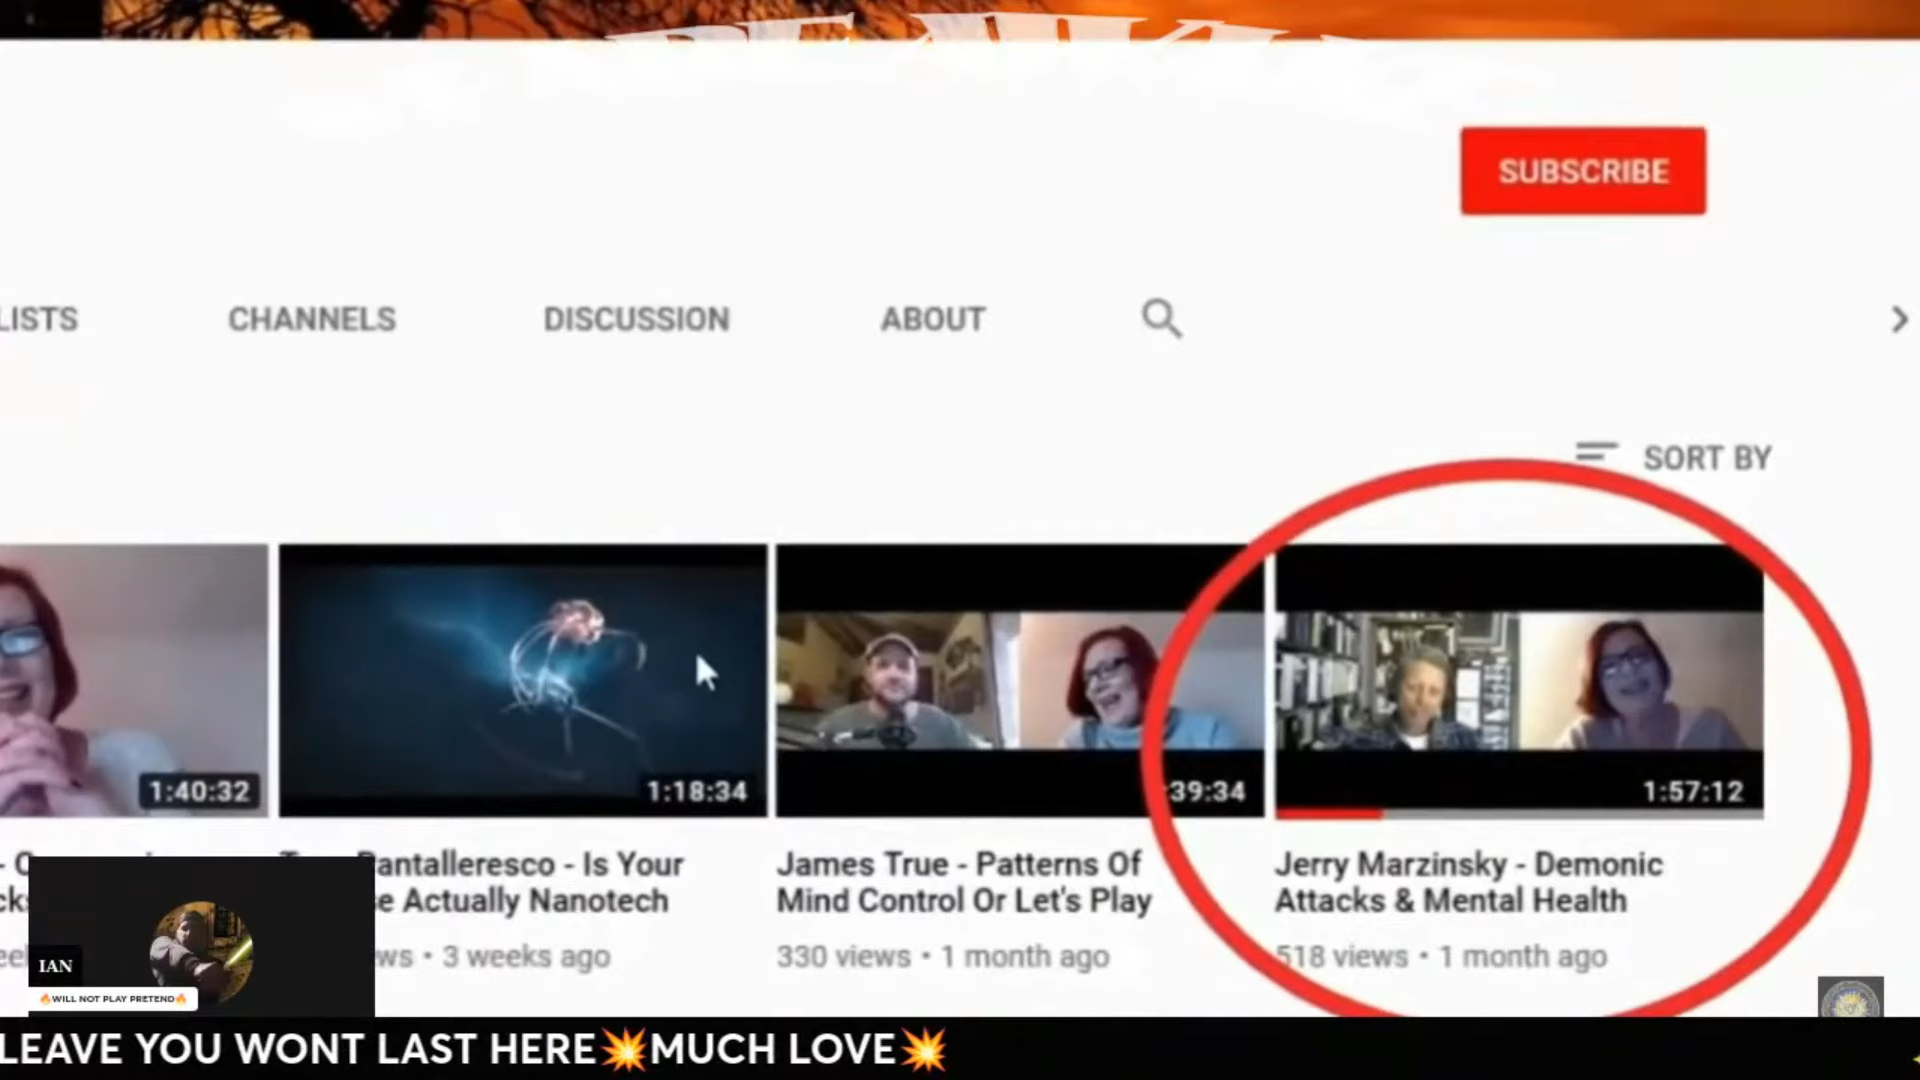 SUBSCRIBE
LISTS CHANNELS DISCUSSION ABOUT
SORT BY
1:40:32
1:18:34
39:34
1:57:12
antalleresco - Is Your
e Actually Nanotech
ws • 3 weeks ago
James True - Patterns Of
Mind Control Or Let's Play
330 views • 1 month ago
Jerry Marzinsky - Demonic
Attacks & Mental Health
518 views • 1 month ago
IAN
🔥WILL NOT PLAY PRETEND🔥
LEAVE YOU WONT LAST HERE💥MUCH LOVE💥